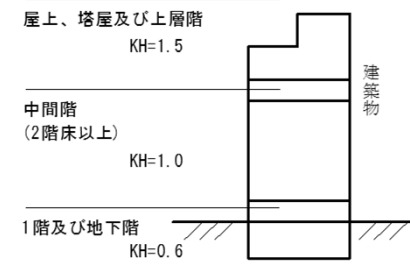 屋上、塔屋及び上層階
KH=1.5
建築物
中間階
(2階床以上)
KH=1.0
1階及び地下階
KH=0.6